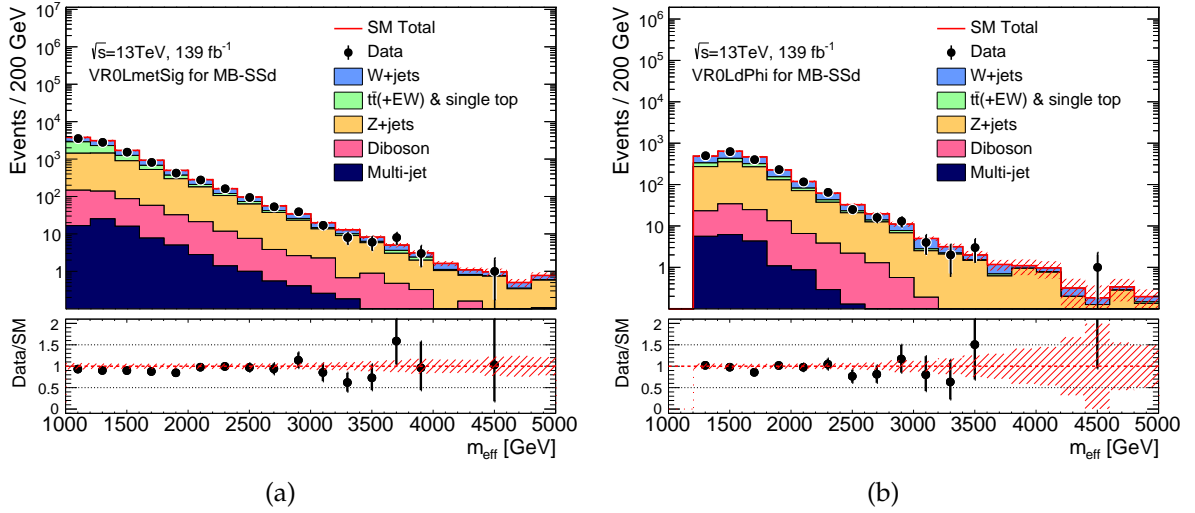 Events / 200 GeV
10⁷
10⁶
10⁵
10⁴
10³
10²
10
1
√s=13TeV, 139 fb⁻¹
VR0LmetSig for MB-SSd
SM Total
Data
W+jets
tt̄(+EW) & single top
Z+jets
Diboson
Multi-jet
Data/SM
2
1.5
1
0.5
0
1000 1500 2000 2500 3000 3500 4000 4500 5000
m_eff [GeV]
(a)
Events / 200 GeV
10⁶
10⁵
10⁴
10³
10²
10
1
√s=13TeV, 139 fb⁻¹
VR0LdPhi for MB-SSd
SM Total
Data
W+jets
tt̄(+EW) & single top
Z+jets
Diboson
Multi-jet
Data/SM
2
1.5
1
0.5
0
1000 1500 2000 2500 3000 3500 4000 4500 5000
m_eff [GeV]
(b)